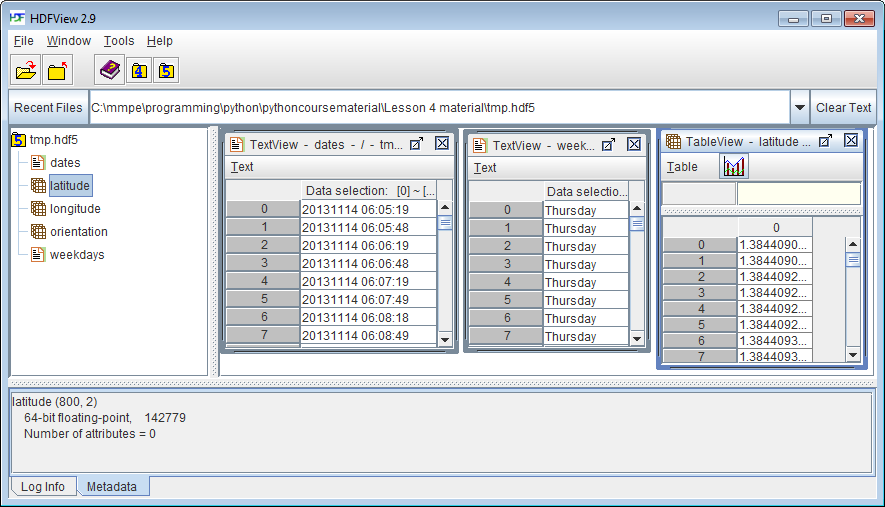 HDFView 2.9
File Window Tools Help
Recent Files C:\mmpe\programming\python\pythoncoursematerial\Lesson 4 material\tmp.hdf5 Clear Text
tmp.hdf5
dates
latitude
longitude
orientation
weekdays
TextView - dates - / - tm...
Text
Data selection: [0] ~ [...
0 20131114 06:05:19
1 20131114 06:05:48
2 20131114 06:06:19
3 20131114 06:06:48
4 20131114 06:07:19
5 20131114 06:07:49
6 20131114 06:08:18
7 20131114 06:08:49
TextView - week...
Text
Data selectio...
0 Thursday
1 Thursday
2 Thursday
3 Thursday
4 Thursday
5 Thursday
6 Thursday
7 Thursday
TableView - latitude ...
Table
0
0 1.3844090...
1 1.3844090...
2 1.3844092...
3 1.3844092...
4 1.3844092...
5 1.3844092...
6 1.3844093...
7 1.3844093...
latitude (800, 2)
64-bit floating-point, 142779
Number of attributes = 0
Log Info Metadata